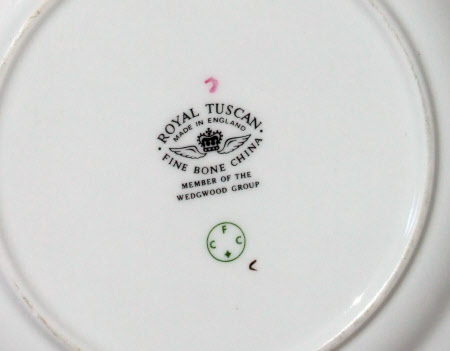 ROYAL TUSCAN
MADE IN ENGLAND
FINE BONE CHINA
MEMBER OF THE
WEDGWOOD GROUP
C F C